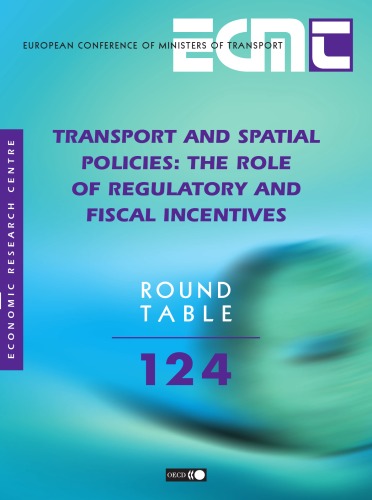 EUROPEAN CONFERENCE OF MINISTERS OF TRANSPORT
ECMT
TRANSPORT AND SPATIAL
POLICIES: THE ROLE
OF REGULATORY AND
FISCAL INCENTIVES
ECONOMIC RESEARCH CENTRE
ROUND
TABLE
124
OECD